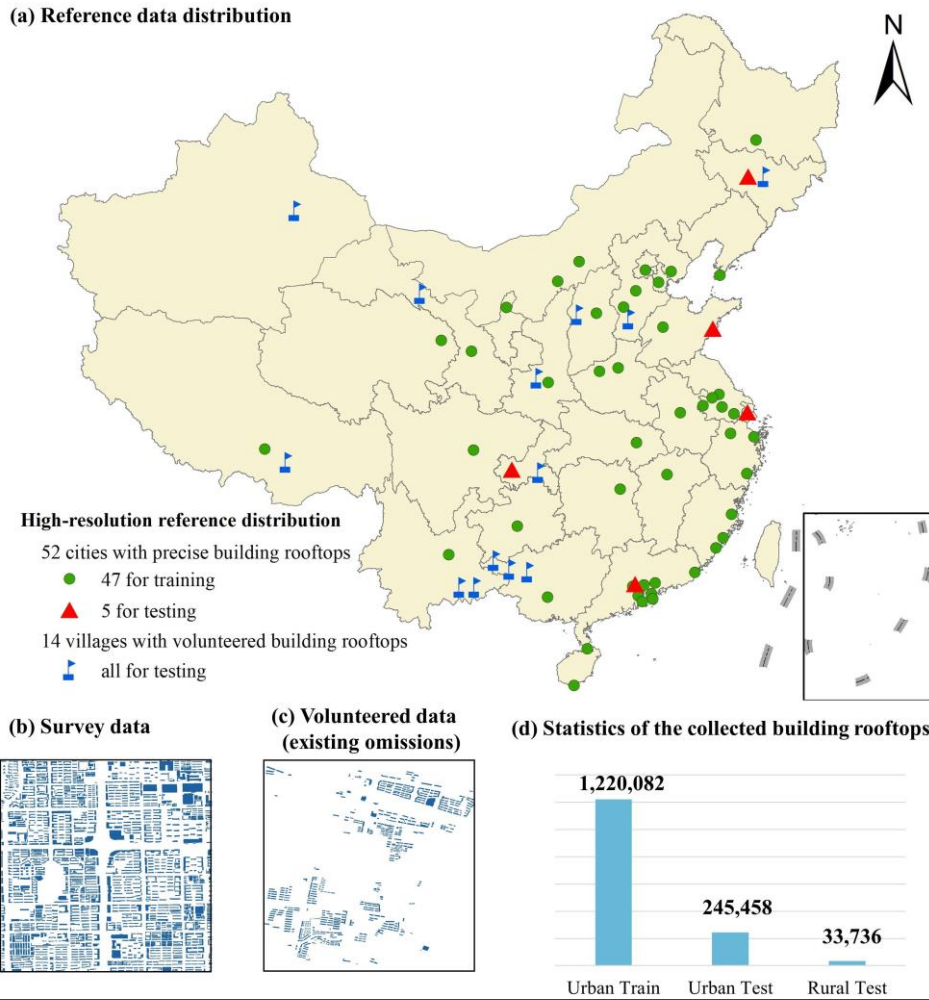 (a) Reference data distribution
N
High-resolution reference distribution
52 cities with precise building rooftops
47 for training
5 for testing
14 villages with volunteered building rooftops
all for testing
(b) Survey data
(c) Volunteered data
(existing omissions)
(d) Statistics of the collected building rooftops
1,220,082
245,458
33,736
Urban Train
Urban Test
Rural Test